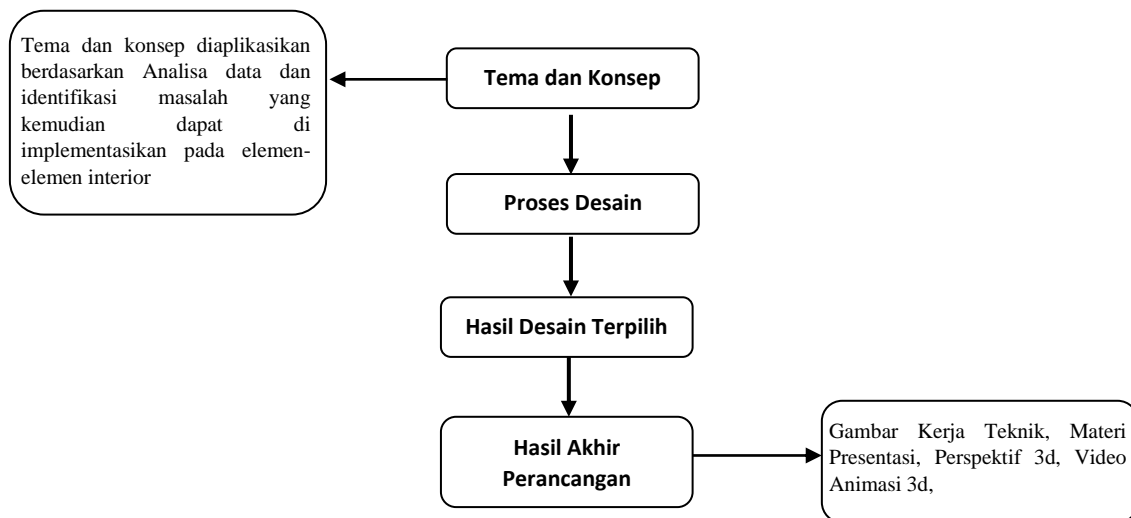 Tema dan konsep diaplikasikan
berdasarkan Analisa data dan
identifikasi masalah yang
kemudian dapat di
implementasikan pada elemen-
elemen interior
Tema dan Konsep
Proses Desain
Hasil Desain Terpilih
Hasil Akhir
Perancangan
Gambar Kerja Teknik, Materi
Presentasi, Perspektif 3d, Video
Animasi 3d,